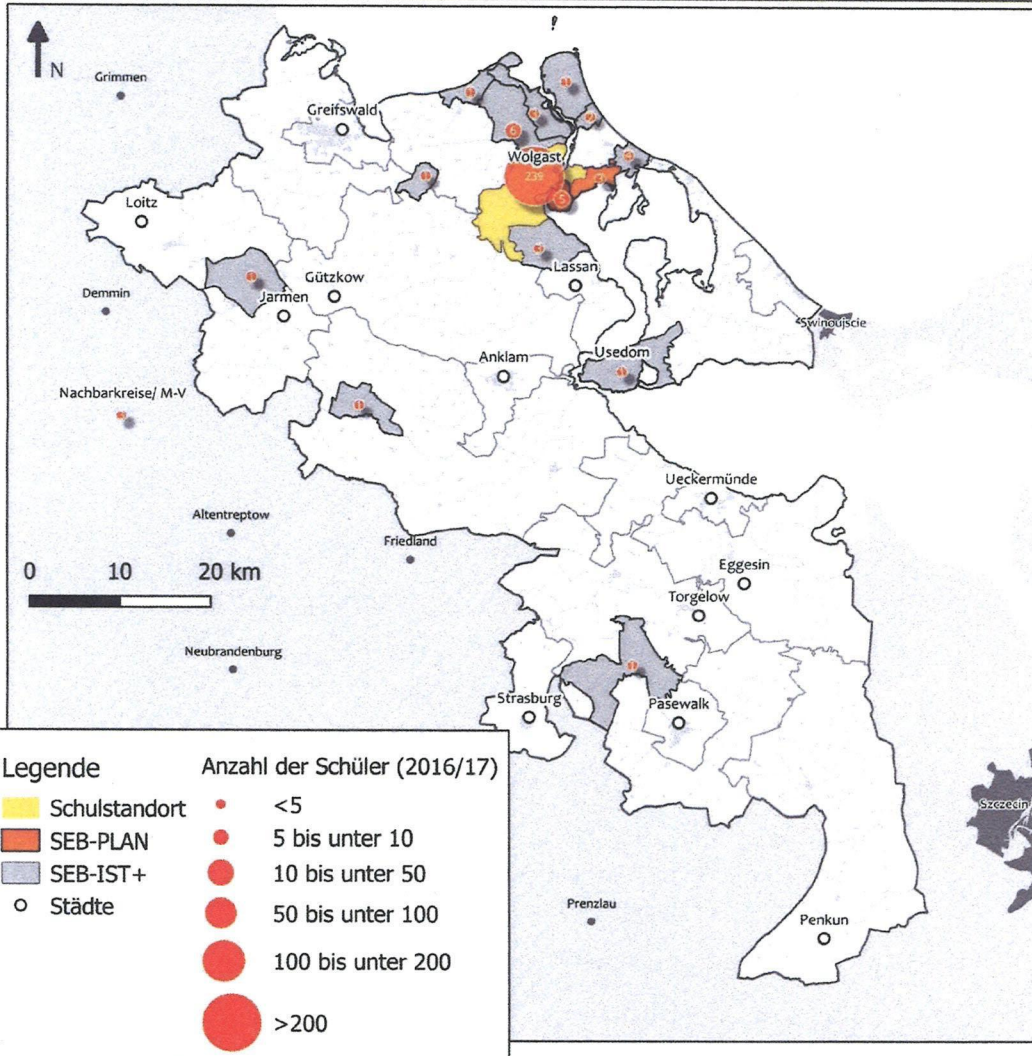 N
Grimmen
Greifswald
6
Wolgast
239
5
Loitz
Lassan
Gützkow
Jarmen
Demmin
Swinoujscie
Usedom
Anklam
Nachbarkreise/ M-V
Ueckermünde
Altentreptow
Friedland
Eggesin
0 10 20 km
Torgelow
Neubrandenburg
Strasburg
Pasewalk
Legende
Anzahl der Schüler (2016/17)
Schulstandort
<5
SEB-PLAN
5 bis unter 10
SEB-IST+
10 bis unter 50
Städte
50 bis unter 100
100 bis unter 200
>200
Szczecin
Prenzlau
Penkun